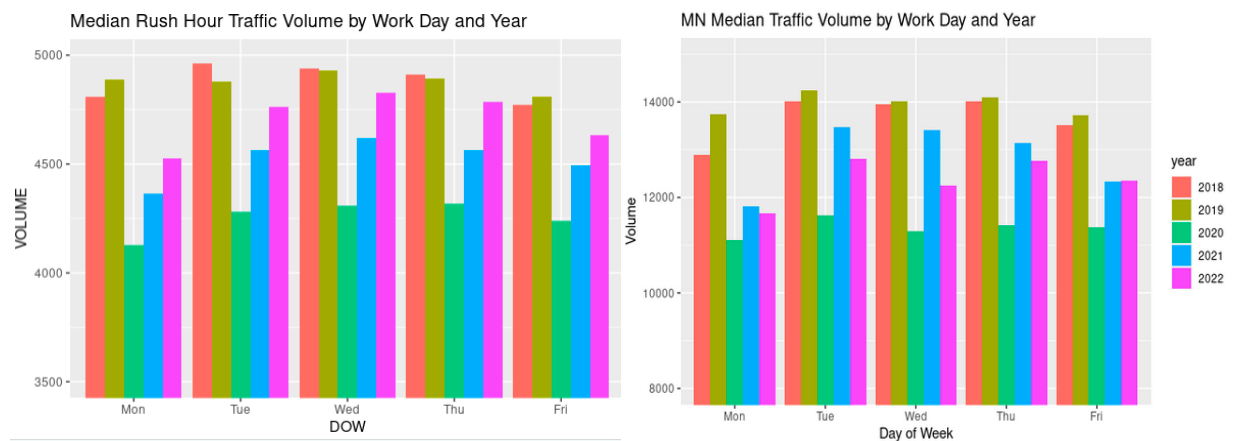 Median Rush Hour Traffic Volume by Work Day and Year
5000
4500
4000
3500
VOLUME
Mon Tue Wed Thu Fri
DOW
MN Median Traffic Volume by Work Day and Year
14000
12000
10000
8000
Volume
Mon Tue Wed Thu Fri
Day of Week
year
2018
2019
2020
2021
2022